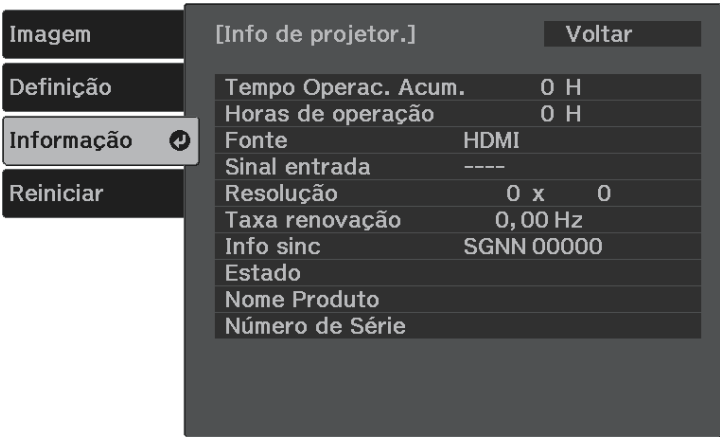 Imagem
Definição
Informação
Reiniciar
[Info de projetor.]
Voltar
Tempo Operac. Acum. 0 H
Horas de operação 0 H
Fonte HDMI
Sinal entrada ----
Resolução 0 x 0
Taxa renovação 0,00 Hz
Info sinc SGNN 00000
Estado
Nome Produto
Número de Série